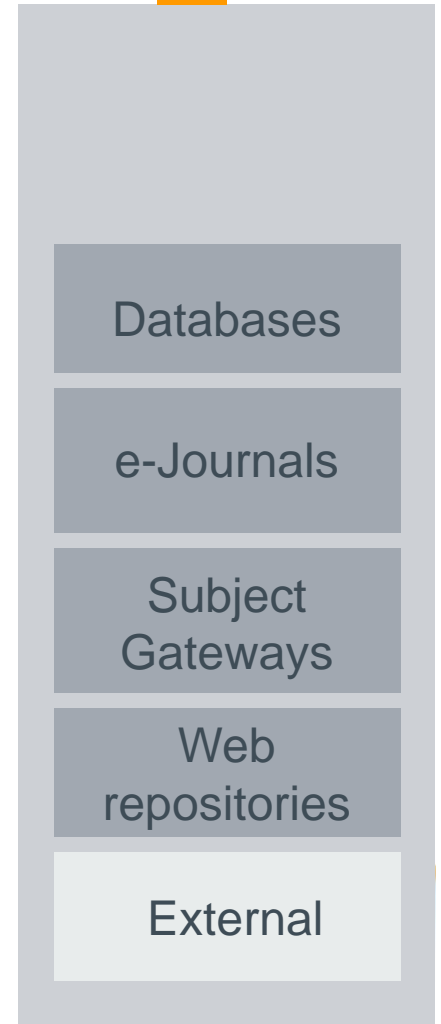 Databases
e-Journals
Subject
Gateways
Web
repositories
External